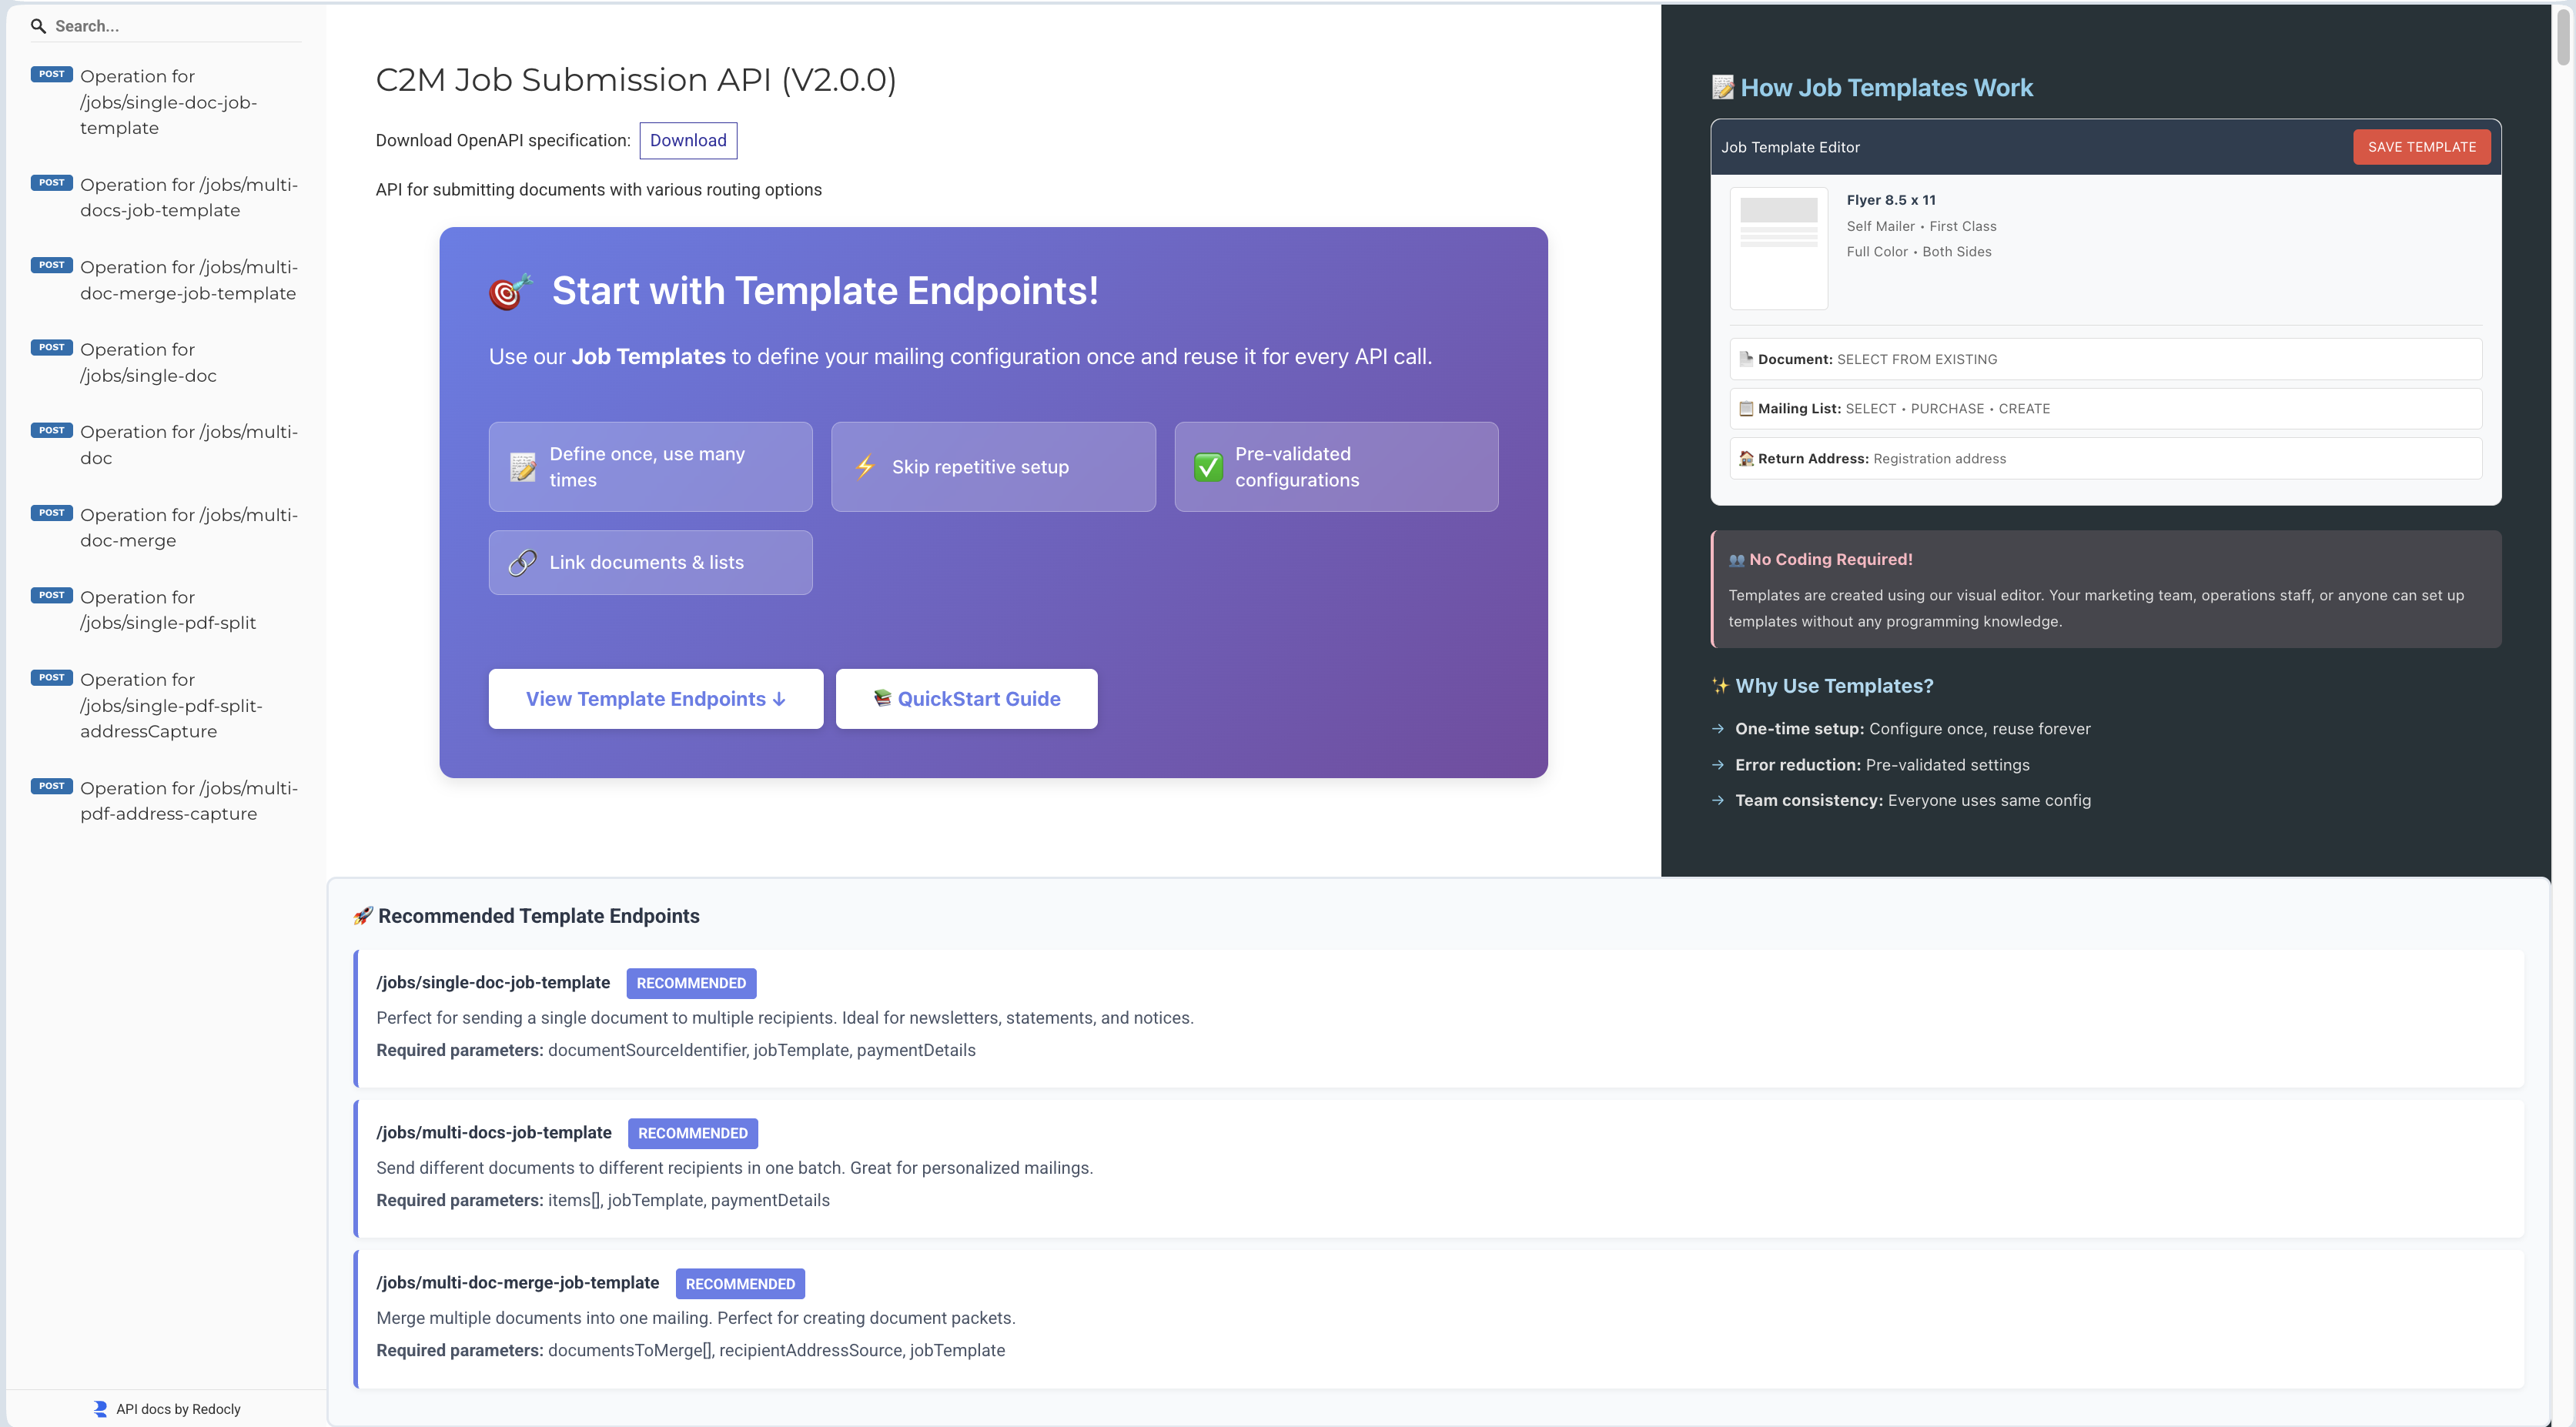 Search...
POST Operation for
/jobs/single-doc-job-
template
POST Operation for /jobs/multi-
docs-job-template
POST Operation for /jobs/multi-
doc-merge-job-template
POST Operation for
/jobs/single-doc
POST Operation for /jobs/multi-
doc
POST Operation for /jobs/multi-
doc-merge
POST Operation for
/jobs/single-pdf-split
POST Operation for
/jobs/single-pdf-split-
addressCapture
POST Operation for /jobs/multi-
pdf-address-capture
API docs by Redocly
C2M Job Submission API (V2.0.0)
Download OpenAPI specification: Download
API for submitting documents with various routing options
🎯 Start with Template Endpoints!
Use our Job Templates to define your mailing configuration once and reuse it for every API call.
📝 Define once, use many
times
⚡ Skip repetitive setup
✅ Pre-validated
configurations
🔗 Link documents & lists
View Template Endpoints ↓
📚 QuickStart Guide
📝 How Job Templates Work
Job Template Editor SAVE TEMPLATE
Flyer 8.5 x 11
Self Mailer • First Class
Full Color • Both Sides
📄 Document: SELECT FROM EXISTING
📋 Mailing List: SELECT • PURCHASE • CREATE
🏠 Return Address: Registration address
👥 No Coding Required!
Templates are created using our visual editor. Your marketing team, operations staff, or anyone can set up
templates without any programming knowledge.
✨ Why Use Templates?
→ One-time setup: Configure once, reuse forever
→ Error reduction: Pre-validated settings
→ Team consistency: Everyone uses same config
🚀 Recommended Template Endpoints
/jobs/single-doc-job-template RECOMMENDED
Perfect for sending a single document to multiple recipients. Ideal for newsletters, statements, and notices.
Required parameters: documentSourceIdentifier, jobTemplate, paymentDetails
/jobs/multi-docs-job-template RECOMMENDED
Send different documents to different recipients in one batch. Great for personalized mailings.
Required parameters: items[], jobTemplate, paymentDetails
/jobs/multi-doc-merge-job-template RECOMMENDED
Merge multiple documents into one mailing. Perfect for creating document packets.
Required parameters: documentsToMerge[], recipientAddressSource, jobTemplate